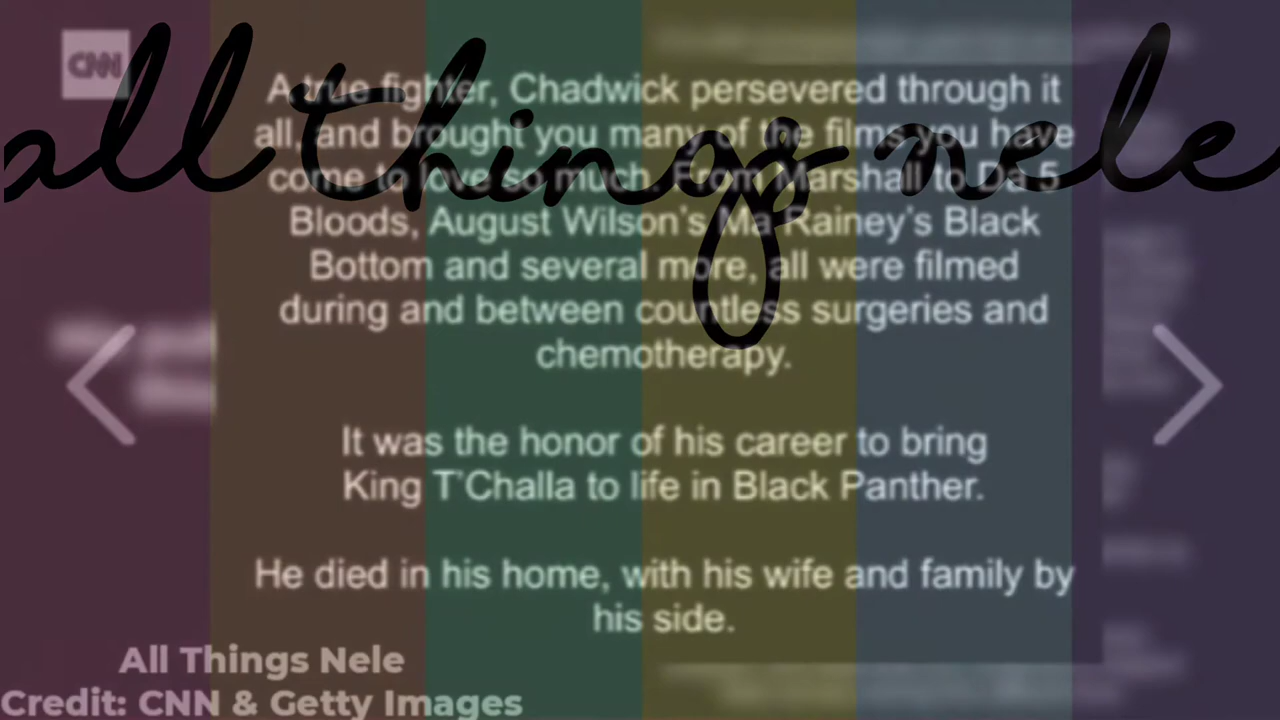 CNN
all things nele
A true fighter, Chadwick persevered through it
all, and brought you many of the films you have
come to love so much. From Marshall to Da 5
Bloods, August Wilson's Ma Rainey's Black
Bottom and several more, all were filmed
during and between countless surgeries and
chemotherapy.
It was the honor of his career to bring
King T'Challa to life in Black Panther.
He died in his home, with his wife and family by
his side.
All Things Nele
Credit: CNN & Getty Images